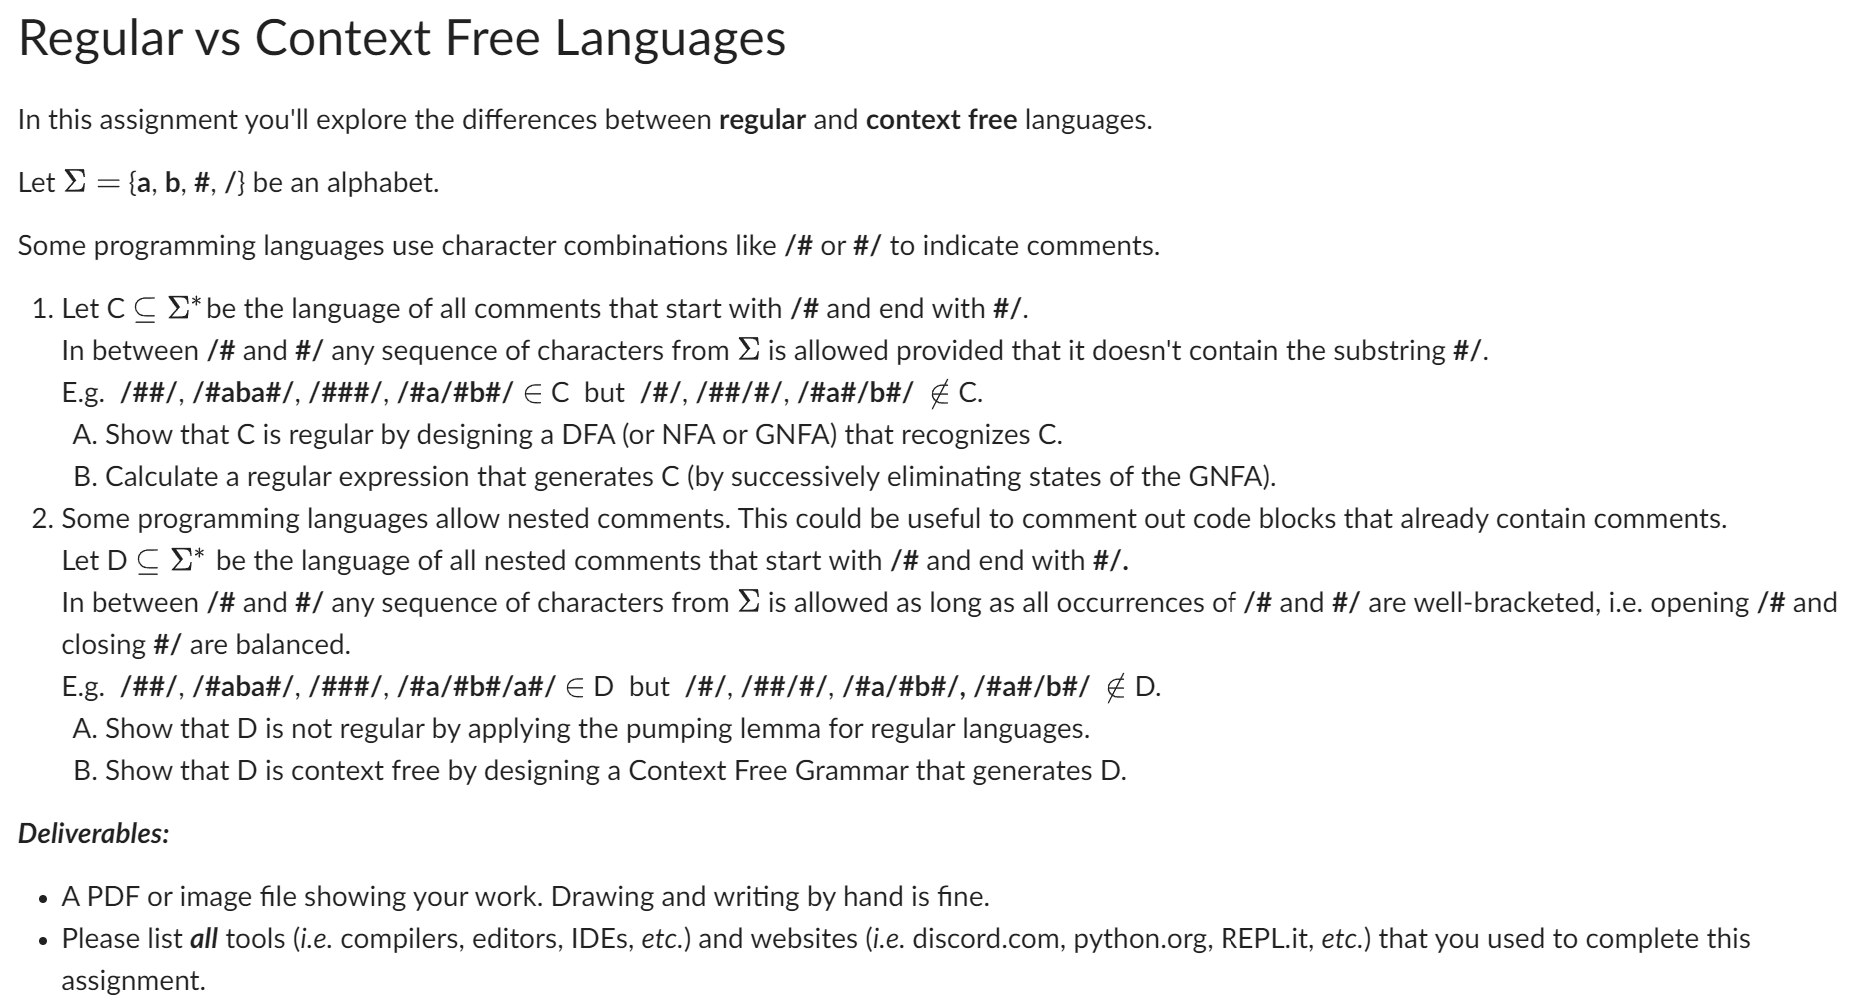 Regular vs Context Free Languages
In this assignment you'll explore the differences between regular and context free languages.
Let Σ = {a, b, #, /} be an alphabet.
Some programming languages use character combinations like /# or #/ to indicate comments.
1. Let C ⊆ Σ* be the language of all comments that start with /# and end with #/.
In between /# and #/ any sequence of characters from Σ is allowed provided that it doesn't contain the substring #/.
E.g. /##/, /#aba#/, /###/, /#a/#b#/ ∈ C but /#/, /##/#/, /#a#/b#/ ∉ C.
A. Show that C is regular by designing a DFA (or NFA or GNFA) that recognizes C.
B. Calculate a regular expression that generates C (by successively eliminating states of the GNFA).
2. Some programming languages allow nested comments. This could be useful to comment out code blocks that already contain comments.
Let D ⊆ Σ* be the language of all nested comments that start with /# and end with #/.
In between /# and #/ any sequence of characters from Σ is allowed as long as all occurrences of /# and #/ are well-bracketed, i.e. opening /# and
closing #/ are balanced.
E.g. /##/, /#aba#/, /###/, /#a/#b#/a#/ ∈ D but /#/, /##/#/, /#a/#b#/, /#a#/b#/ ∉ D.
A. Show that D is not regular by applying the pumping lemma for regular languages.
B. Show that D is context free by designing a Context Free Grammar that generates D.
Deliverables:
• A PDF or image file showing your work. Drawing and writing by hand is fine.
• Please list all tools (i.e. compilers, editors, IDEs, etc.) and websites (i.e. discord.com, python.org, REPL.it, etc.) that you used to complete this
assignment.